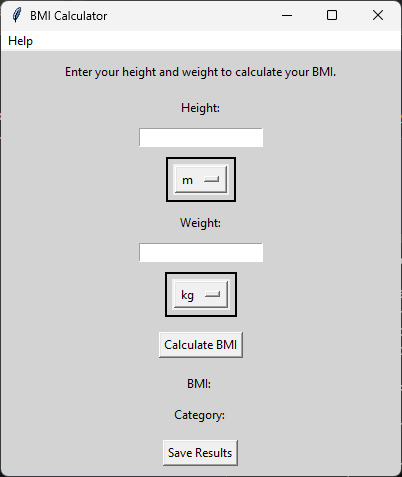 BMI Calculator
Help
Enter your height and weight to calculate your BMI.
Height:
m
Weight:
kg
Calculate BMI
BMI:
Category:
Save Results